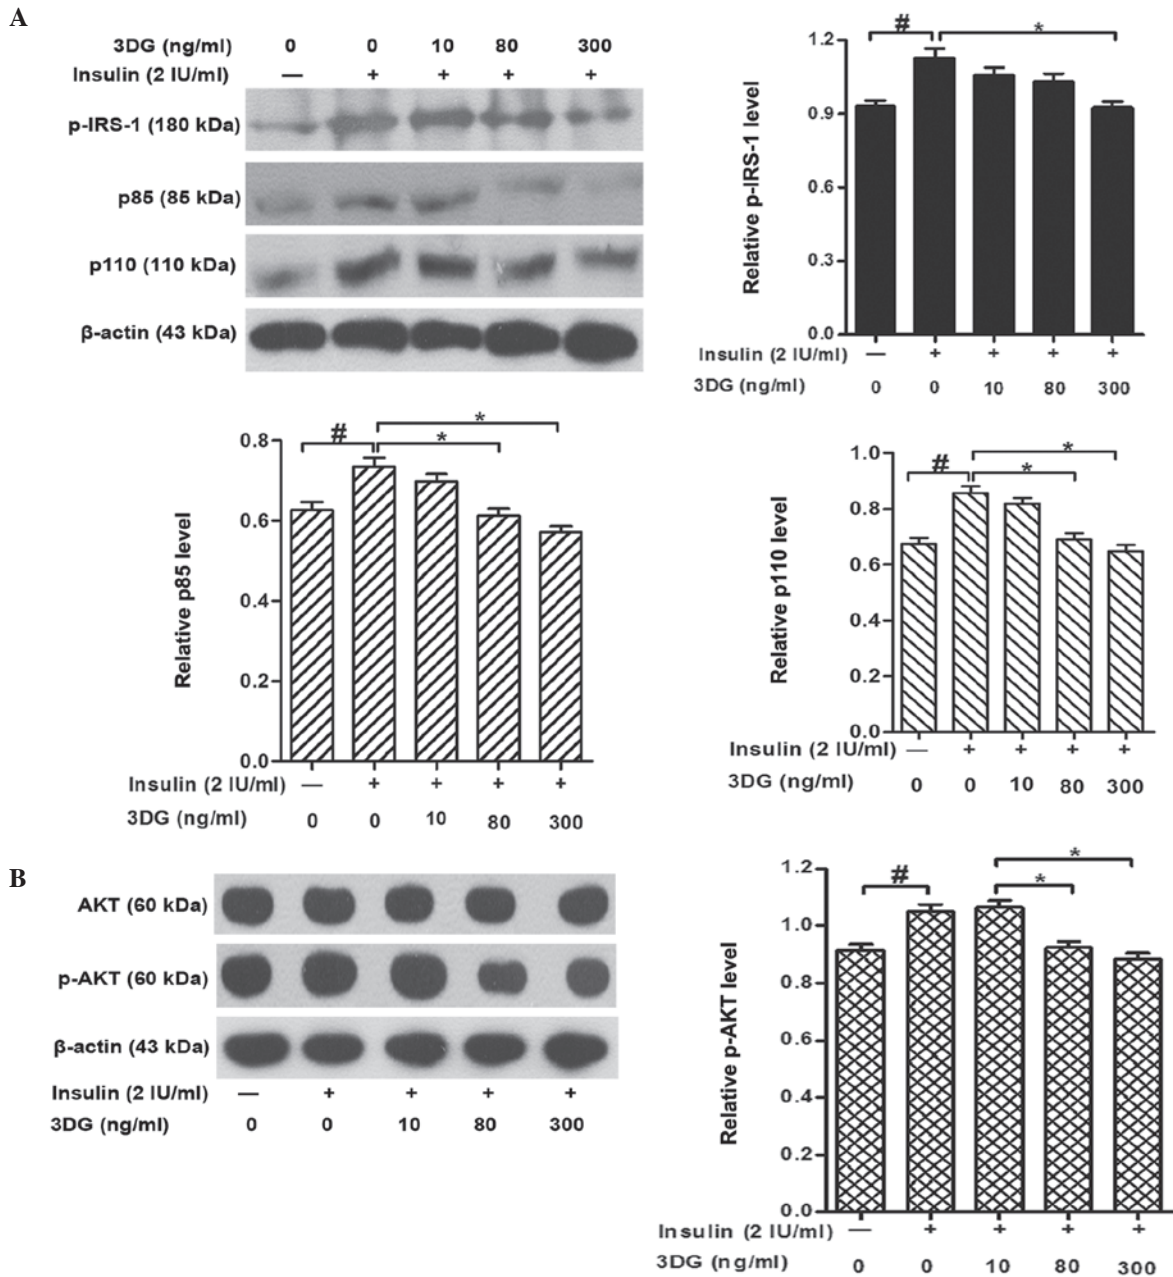 A
3DG (ng/ml) 0 0 10 80 300
Insulin (2 IU/ml) — + + + +
p-IRS-1 (180 kDa)
p85 (85 kDa)
p110 (110 kDa)
β-actin (43 kDa)
# *
1.2
0.9
0.6
0.3
0.0
Relative p-IRS-1 level
Insulin (2 IU/ml) — + + + +
3DG (ng/ml) 0 0 10 80 300
*
# *
0.8
0.6
0.4
0.2
0.0
Relative p85 level
Insulin (2 IU/ml) — + + + +
3DG (ng/ml) 0 0 10 80 300
*
# *
1.0
0.8
0.6
0.4
0.2
0.0
Relative p110 level
Insulin (2 IU/ml) — + + + +
3DG (ng/ml) 0 0 10 80 300
B
AKT (60 kDa)
p-AKT (60 kDa)
β-actin (43 kDa)
Insulin (2 IU/ml) — + + + +
3DG (ng/ml) 0 0 10 80 300
*
# *
1.2
1.0
0.8
0.6
0.4
0.2
0.0
Relative p-AKT level
Insulin (2 IU/ml) — + + + +
3DG (ng/ml) 0 0 10 80 300